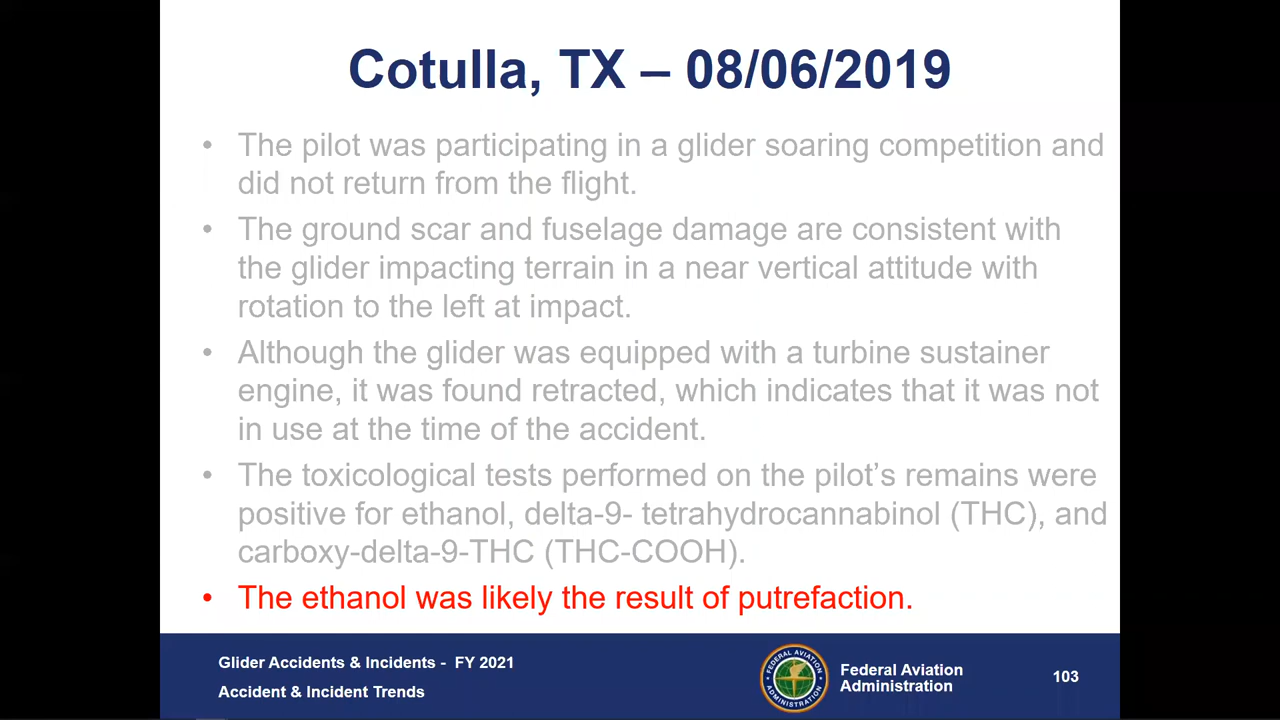 Cotulla, TX – 08/06/2019
• The pilot was participating in a glider soaring competition and
did not return from the flight.
• The ground scar and fuselage damage are consistent with
the glider impacting terrain in a near vertical attitude with
rotation to the left at impact.
• Although the glider was equipped with a turbine sustainer
engine, it was found retracted, which indicates that it was not
in use at the time of the accident.
• The toxicological tests performed on the pilot’s remains were
positive for ethanol, delta-9- tetrahydrocannabinol (THC), and
carboxy-delta-9-THC (THC-COOH).
• The ethanol was likely the result of putrefaction.
Glider Accidents & Incidents - FY 2021
Accident & Incident Trends
FEDERAL AVIATION
ADMINISTRATION
Federal Aviation
Administration
103